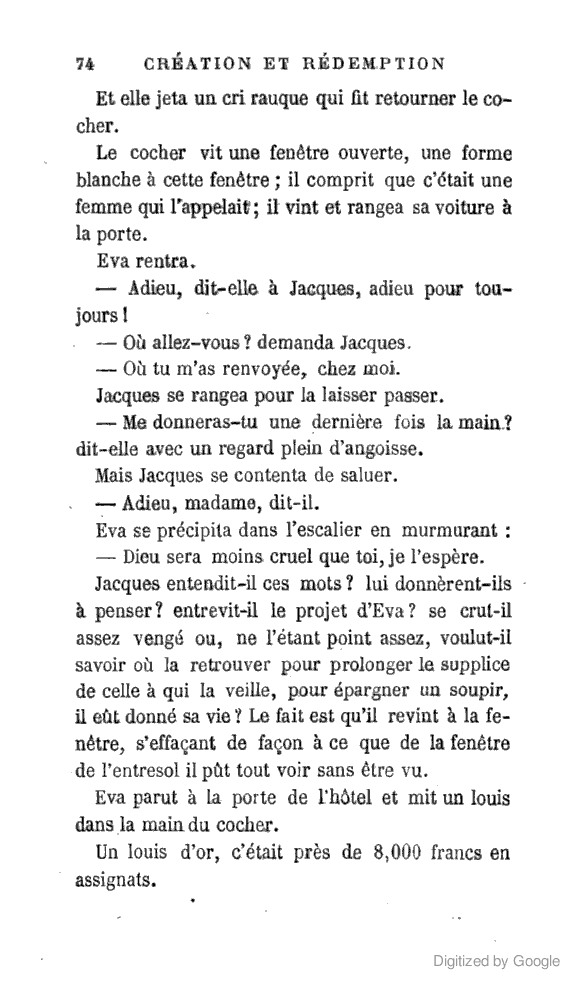 74 CRÉATION ET RÉDEMPTION
Et elle jeta un cri rauque qui fit retourner le co-
cher.
Le cocher vit une fenêtre ouverte, une forme
blanche à cette fenêtre ; il comprit que c'était une
femme qui l'appelait ; il vint et rangea sa voiture à
la porte.
Eva rentra.
— Adieu, dit-elle à Jacques, adieu pour tou-
jours !
— Où allez-vous ? demanda Jacques.
— Où tu m'as renvoyée, chez moi.
Jacques se rangea pour la laisser passer.
— Me donneras-tu une dernière fois la main ?
dit-elle avec un regard plein d'angoisse.
Mais Jacques se contenta de saluer.
— Adieu, madame, dit-il.
Eva se précipita dans l'escalier en murmurant :
— Dieu sera moins cruel que toi, je l'espère.
Jacques entendit-il ces mots ? lui donnèrent-ils
à penser ? entrevit-il le projet d'Eva ? se crut-il
assez vengé ou, ne l'étant point assez, voulut-il
savoir où la retrouver pour prolonger le supplice
de celle à qui la veille, pour épargner un soupir,
il eût donné sa vie ? Le fait est qu'il revint à la fe-
nêtre, s'effaçant de façon à ce que de la fenêtre
de l'entresol il pût tout voir sans être vu.
Eva parut à la porte de l'hôtel et mit un louis
dans la main du cocher.
Un louis d'or, c'était près de 8,000 francs en
assignats.
Digitized by Google